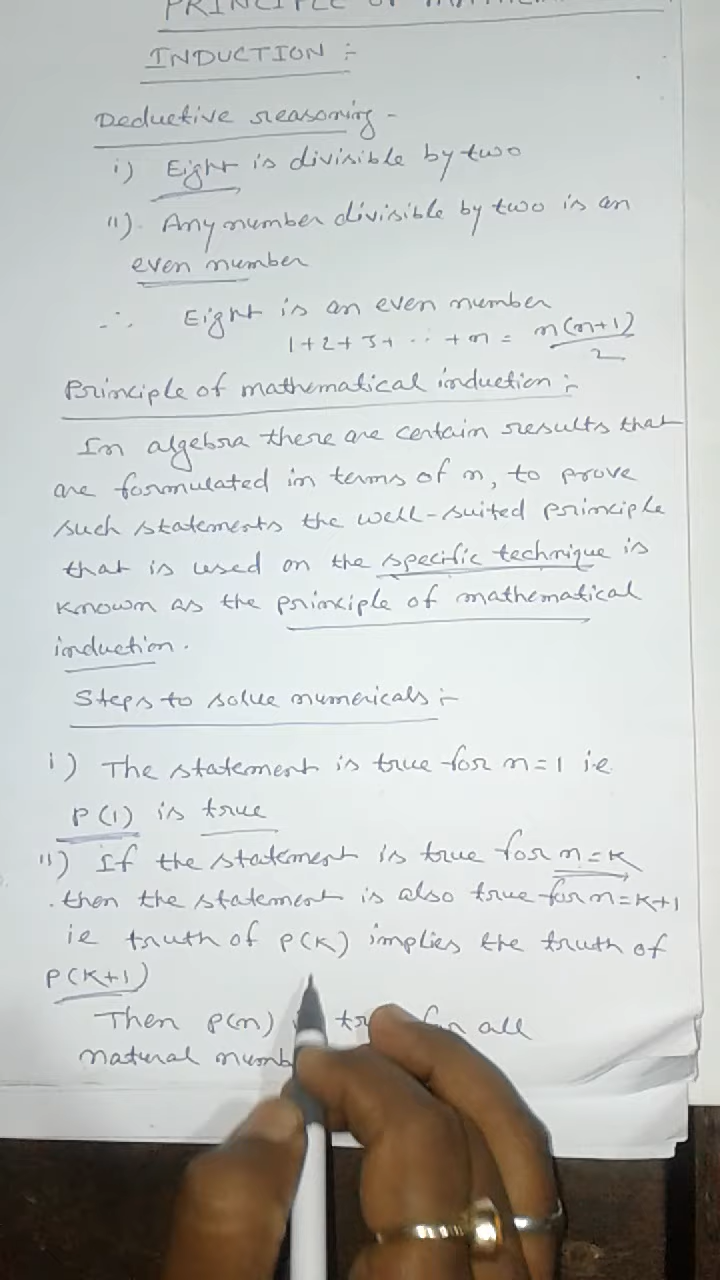 PRINCIPLE OF
INDUCTION :-
Deductive reasoning -
i) Eight is divisible by two
ii). Any number divisible by two is an
even number
∴ Eight is an even number
1+2+3+ ... +n = n(n+1)/2
Principle of mathematical induction :-
In algebra there are certain results that
are formulated in terms of n, to prove
such statements the well-suited principle
that is used on the specific technique is
known as the principle of mathematical
induction.
Steps to solve numericals :-
i) The statement is true for n=1 ie
P(1) is true
ii) If the statement is true for n=K
then the statement is also true for n=K+1
ie truth of P(K) implies the truth of
P(K+1)
Then P(n) all
natural